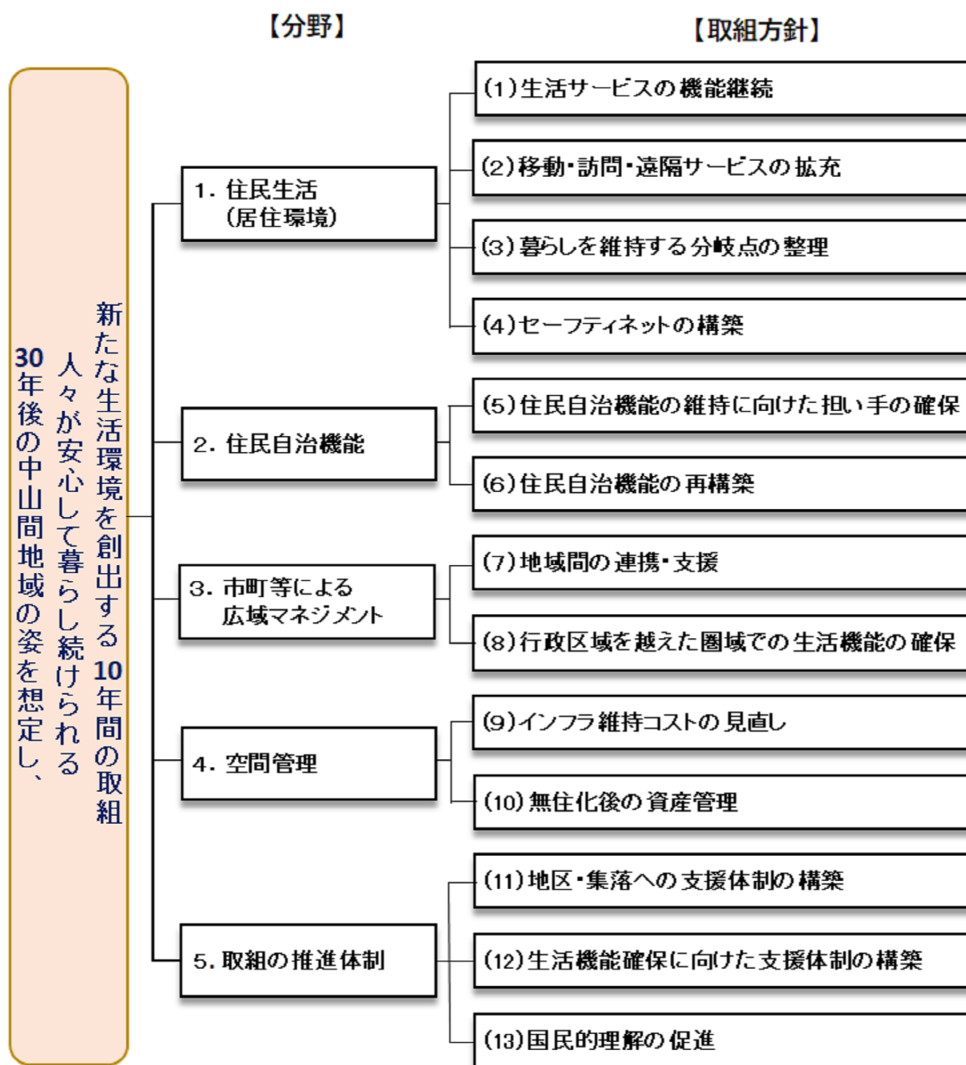 【分野】
【取組方針】
30年後の中山間地域の姿を想定し、
人々が安心して暮らし続けられる
新たな生活環境を創出する10年間の取組
1. 住民生活
(居住環境)
(1)生活サービスの機能継続
(2)移動・訪問・遠隔サービスの拡充
(3)暮らしを維持する分岐点の整理
(4)セーフティネットの構築
2. 住民自治機能
(5)住民自治機能の維持に向けた担い手の確保
(6)住民自治機能の再構築
3. 市町等による
広域マネジメント
(7)地域間の連携・支援
(8)行政区域を越えた圏域での生活機能の確保
4. 空間管理
(9)インフラ維持コストの見直し
(10)無住化後の資産管理
5. 取組の推進体制
(11)地区・集落への支援体制の構築
(12)生活機能確保に向けた支援体制の構築
(13)国民的理解の促進